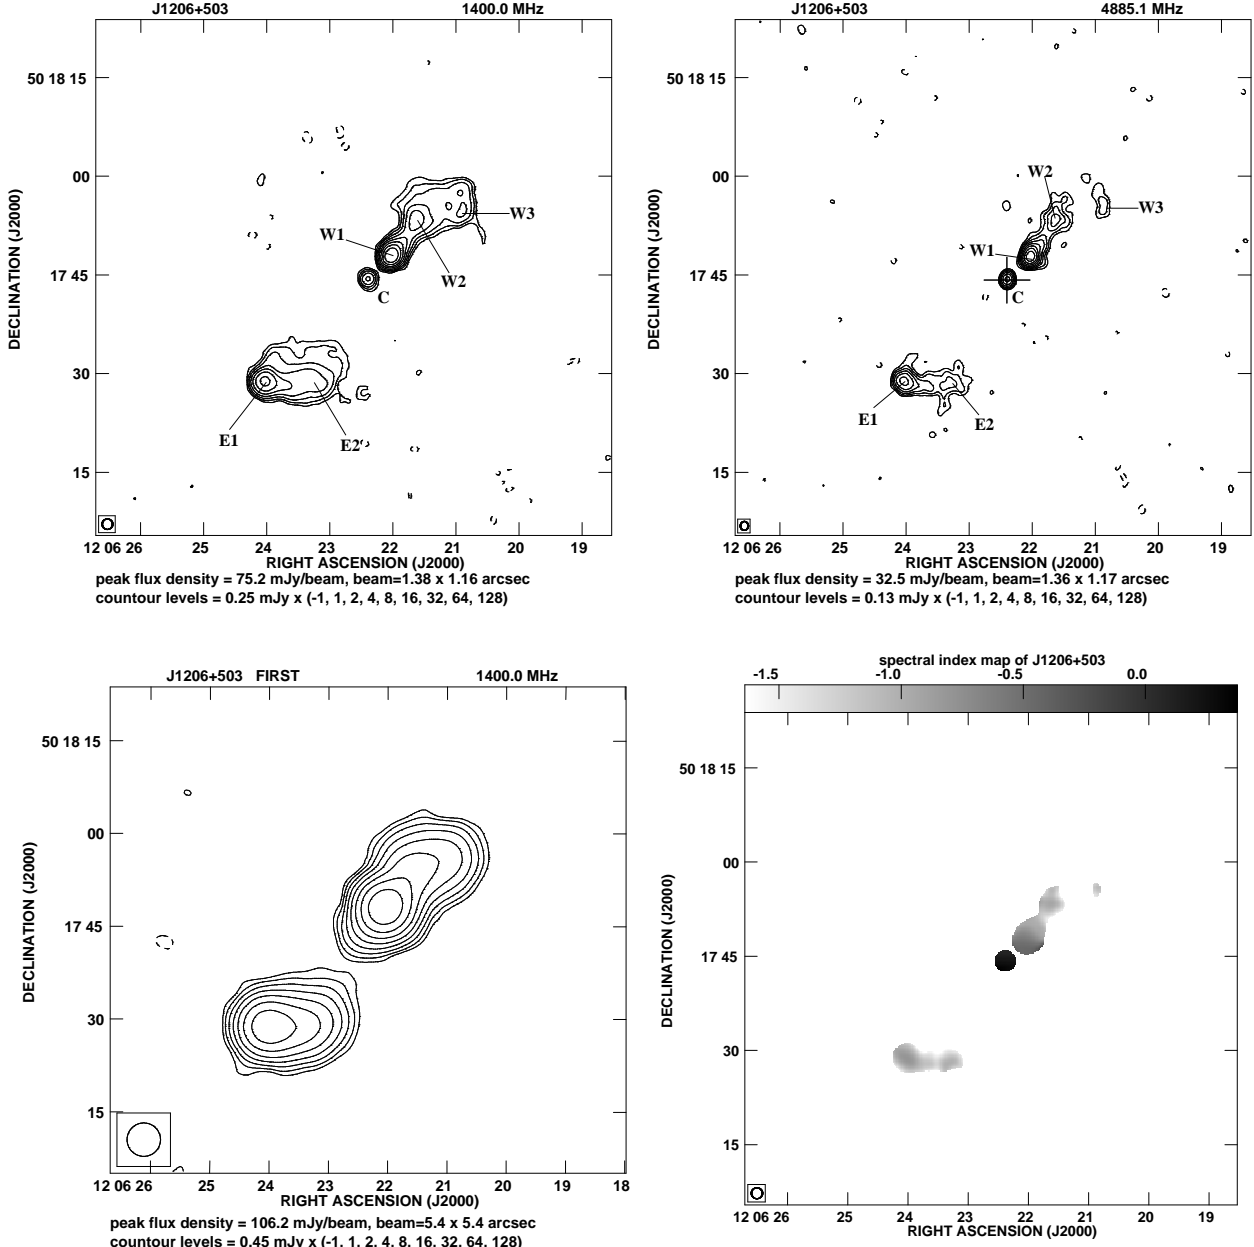 J1206+503 1400.0 MHz
50 18 15
00
17 45
30
15
DECLINATION (J2000)
W1
W2
W3
C
E1
E2
12 06 26 25 24 23 22 21 20 19
RIGHT ASCENSION (J2000)
peak flux density = 75.2 mJy/beam, beam=1.38 x 1.16 arcsec
countour levels = 0.25 mJy x (-1, 1, 2, 4, 8, 16, 32, 64, 128)
J1206+503 4885.1 MHz
50 18 15
00
17 45
30
15
DECLINATION (J2000)
W2
W3
W1
C
E1
E2
12 06 26 25 24 23 22 21 20 19
RIGHT ASCENSION (J2000)
peak flux density = 32.5 mJy/beam, beam=1.36 x 1.17 arcsec
countour levels = 0.13 mJy x (-1, 1, 2, 4, 8, 16, 32, 64, 128)
J1206+503 FIRST 1400.0 MHz
50 18 15
00
17 45
30
15
DECLINATION (J2000)
12 06 26 25 24 23 22 21 20 19 18
RIGHT ASCENSION (J2000)
peak flux density = 106.2 mJy/beam, beam=5.4 x 5.4 arcsec
countour levels = 0.45 mJy x (-1, 1, 2, 4, 8, 16, 32, 64, 128)
spectral index map of J1206+503
-1.5 -1.0 -0.5 0.0
50 18 15
00
17 45
30
15
DECLINATION (J2000)
12 06 26 25 24 23 22 21 20 19
RIGHT ASCENSION (J2000)